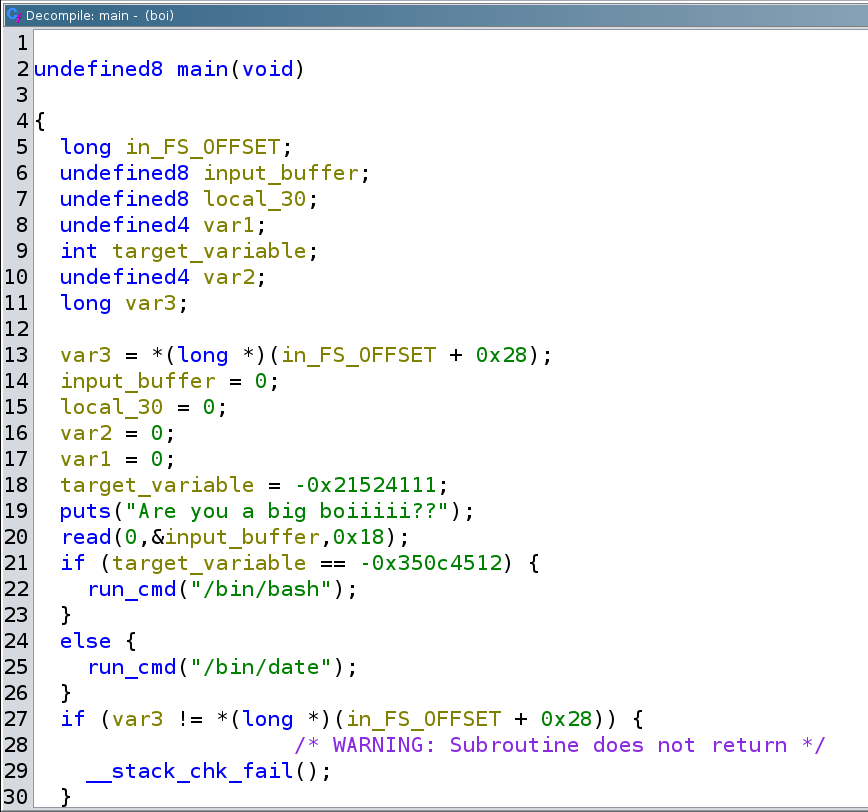 Decompile: main - (boi)
1
2 undefined8 main(void)
3
4 {
5 long in_FS_OFFSET;
6 undefined8 input_buffer;
7 undefined8 local_30;
8 undefined4 var1;
9 int target_variable;
10 undefined4 var2;
11 long var3;
12
13 var3 = *(long *)(in_FS_OFFSET + 0x28);
14 input_buffer = 0;
15 local_30 = 0;
16 var2 = 0;
17 var1 = 0;
18 target_variable = -0x21524111;
19 puts("Are you a big boiiiii??");
20 read(0,&input_buffer,0x18);
21 if (target_variable == -0x350c4512) {
22 run_cmd("/bin/bash");
23 }
24 else {
25 run_cmd("/bin/date");
26 }
27 if (var3 != *(long *)(in_FS_OFFSET + 0x28)) {
28 /* WARNING: Subroutine does not return */
29 __stack_chk_fail();
30 }